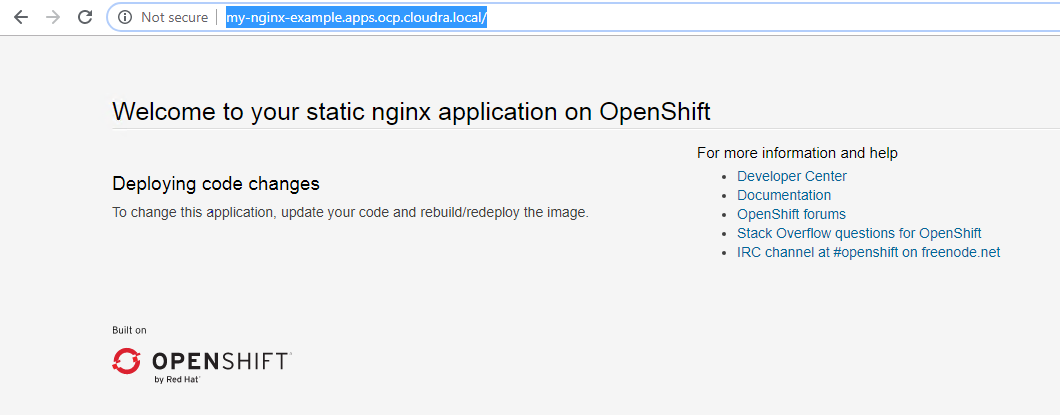 Not secure | my-nginx-example.apps.ocp.cloudra.local/
Welcome to your static nginx application on OpenShift
Deploying code changes
To change this application, update your code and rebuild/redeploy the image.
For more information and help
• Developer Center
• Documentation
• OpenShift forums
• Stack Overflow questions for OpenShift
• IRC channel at #openshift on freenode.net
Built on
OPENSHIFT
by Red Hat